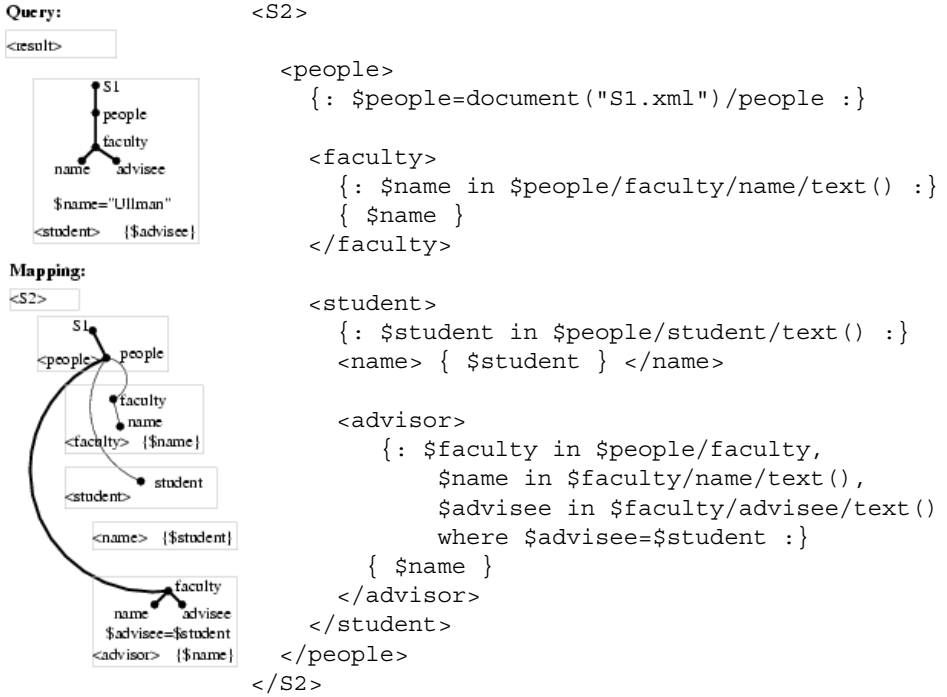 Query:
<result>
S1
people
faculty
name advisee
$name="Ullman"
<student> {$advisee}
Mapping:
<S2>
S1
<people> people
faculty
name
<faculty> {$name}
student
<student>
<name> {$student}
faculty
name advisee
$advisee=$student
<advisor> {$name}
<S2>
<people>
{: $people=document("S1.xml")/people :}
<faculty>
{: $name in $people/faculty/name/text() :}
{ $name }
</faculty>
<student>
{: $student in $people/student/text() :}
<name> { $student } </name>
<advisor>
{: $faculty in $people/faculty,
$name in $faculty/name/text(),
$advisee in $faculty/advisee/text()
where $advisee=$student :}
{ $name }
</advisor>
</student>
</people>
</S2>